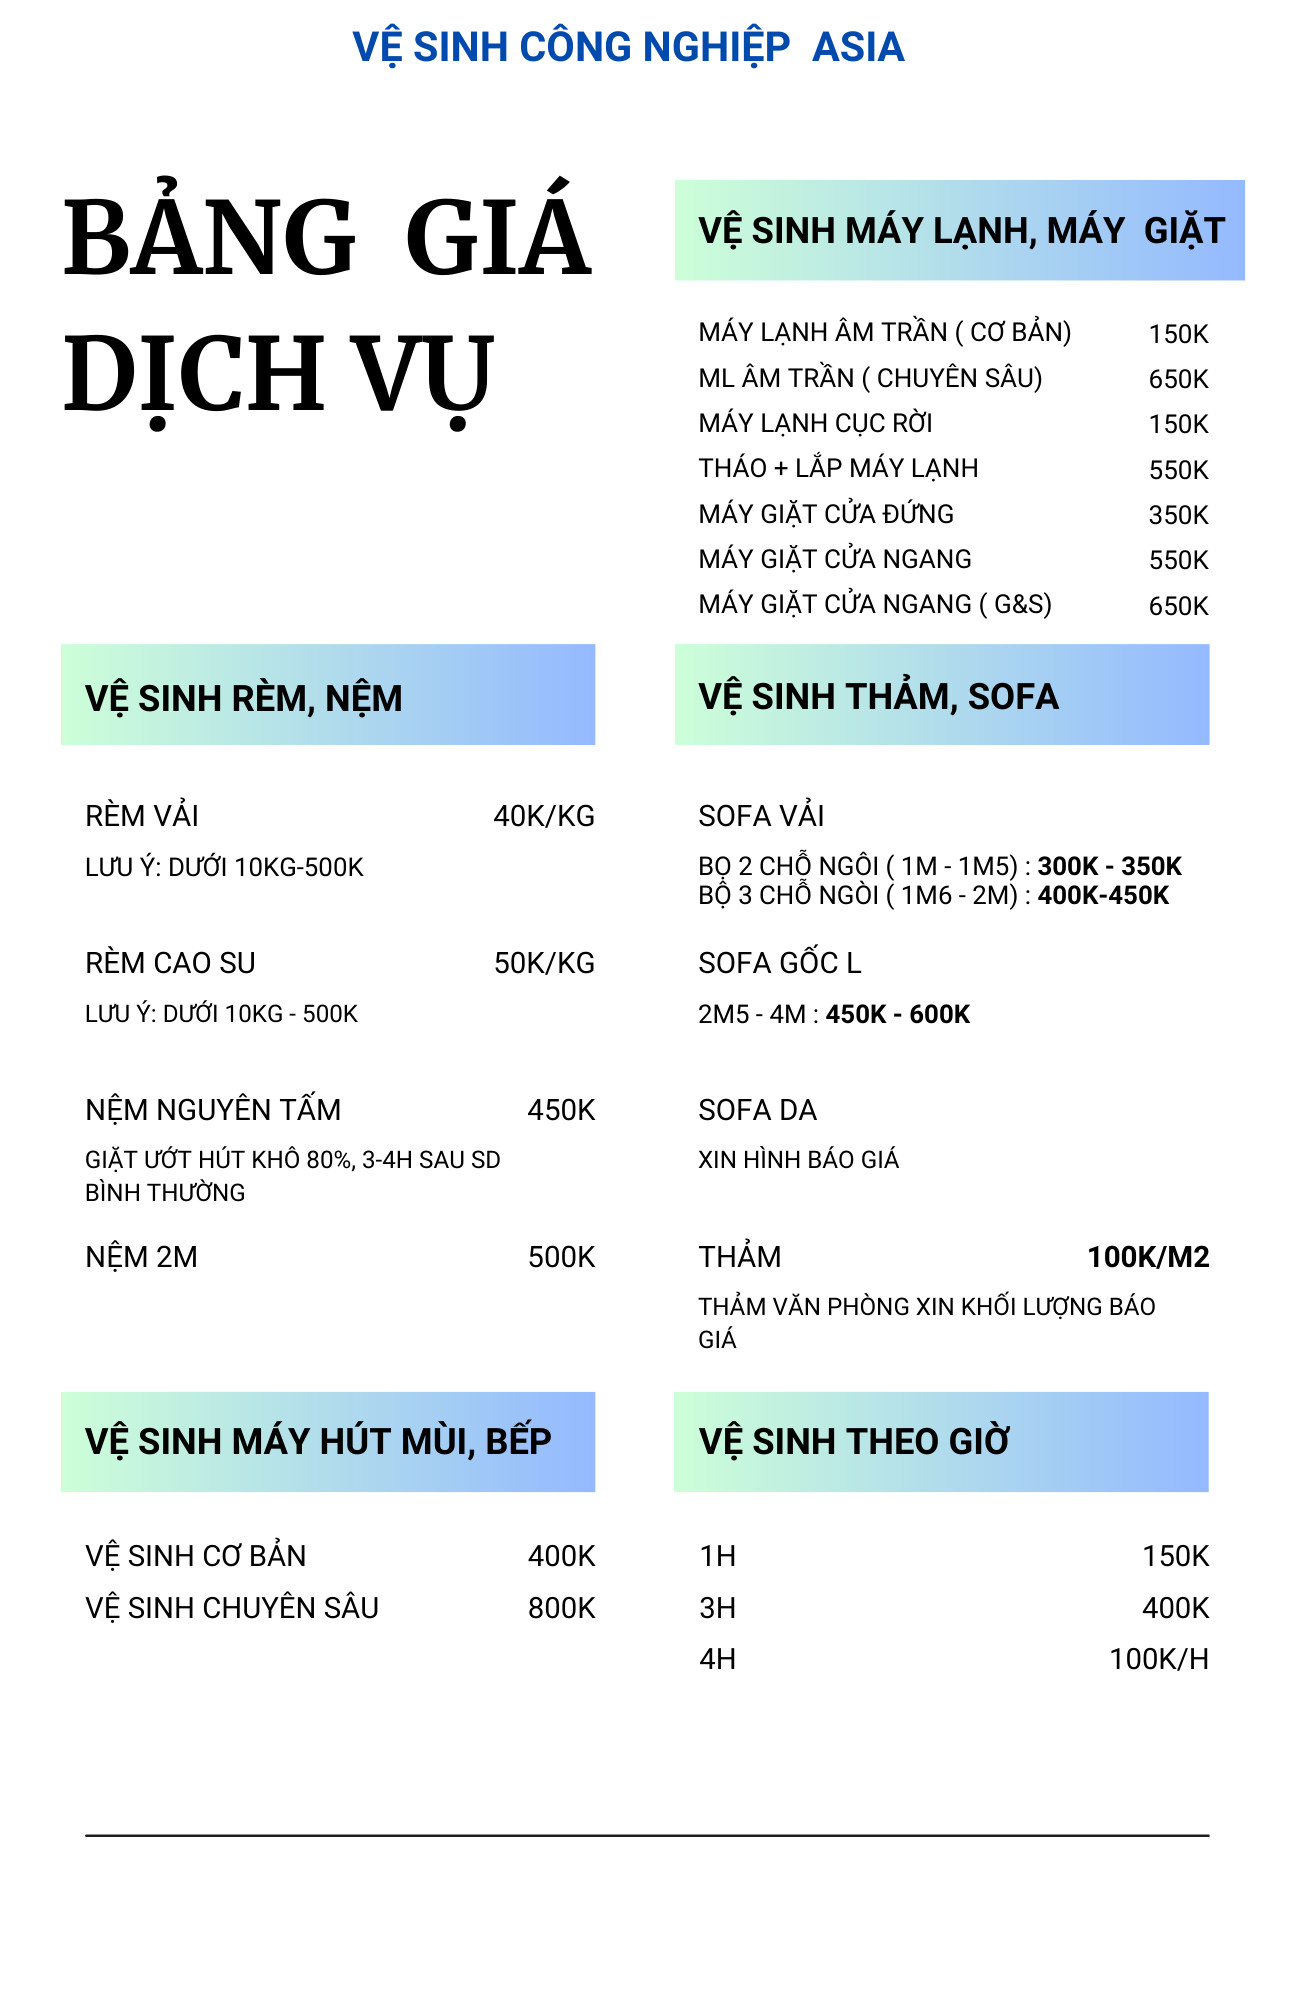 VỆ SINH CÔNG NGHIỆP  ASIA
BẢNG  GIÁ
DỊCH VỤ
VỆ SINH MÁY LẠNH, MÁY  GIẶT
MÁY LẠNH ÂM TRẦN ( CƠ BẢN) 150K
ML ÂM TRẦN ( CHUYÊN SÂU) 650K
MÁY LẠNH CỤC RỜI 150K
THÁO + LẮP MÁY LẠNH 550K
MÁY GIẶT CỬA ĐỨNG 350K
MÁY GIẶT CỬA NGANG 550K
MÁY GIẶT CỬA NGANG ( G&S) 650K
VỆ SINH RÈM, NỆM
RÈM VẢI 40K/KG
LƯU Ý: DƯỚI 10KG-500K
RÈM CAO SU 50K/KG
LƯU Ý: DƯỚI 10KG - 500K
NỆM NGUYÊN TẤM 450K
GIẶT ƯỚT HÚT KHÔ 80%, 3-4H SAU SD
BÌNH THƯỜNG
NỆM 2M 500K
VỆ SINH THẢM, SOFA
SOFA VẢI
BỌ 2 CHỖ NGÔI ( 1M - 1M5) : 300K - 350K
BỘ 3 CHỖ NGÒI ( 1M6 - 2M) : 400K-450K
SOFA GỐC L
2M5 - 4M : 450K - 600K
SOFA DA
XIN HÌNH BÁO GIÁ
THẢM 100K/M2
THẢM VĂN PHÒNG XIN KHỐI LƯỢNG BÁO
GIÁ
VỆ SINH MÁY HÚT MÙI, BẾP
VỆ SINH CƠ BẢN 400K
VỆ SINH CHUYÊN SÂU 800K
VỆ SINH THEO GIỜ
1H 150K
3H 400K
4H 100K/H